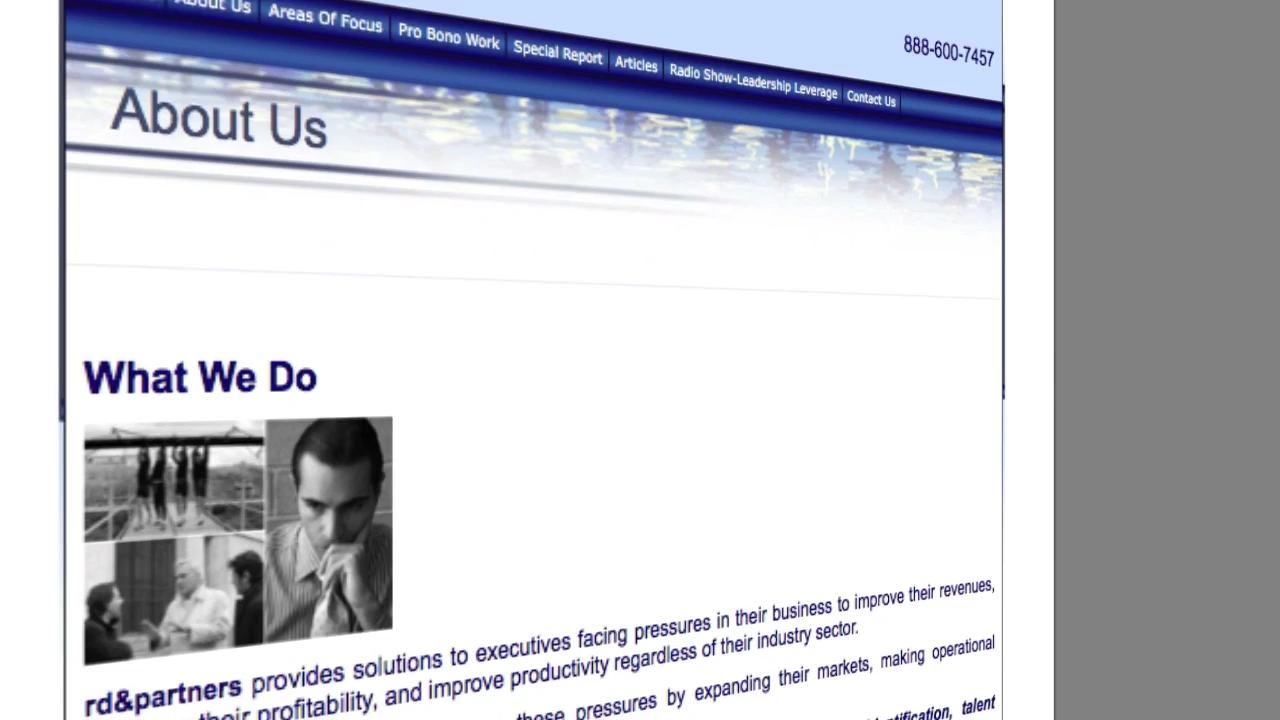 About Us Areas Of Focus Pro Bono Work Special Report Articles Radio Show-Leadership Leverage Contact Us
888-600-7457
About Us
What We Do
rd&partners provides solutions to executives facing pressures in their business to improve their revenues,
their profitability, and improve productivity regardless of their industry sector.
those pressures by expanding their markets, making operational
talent